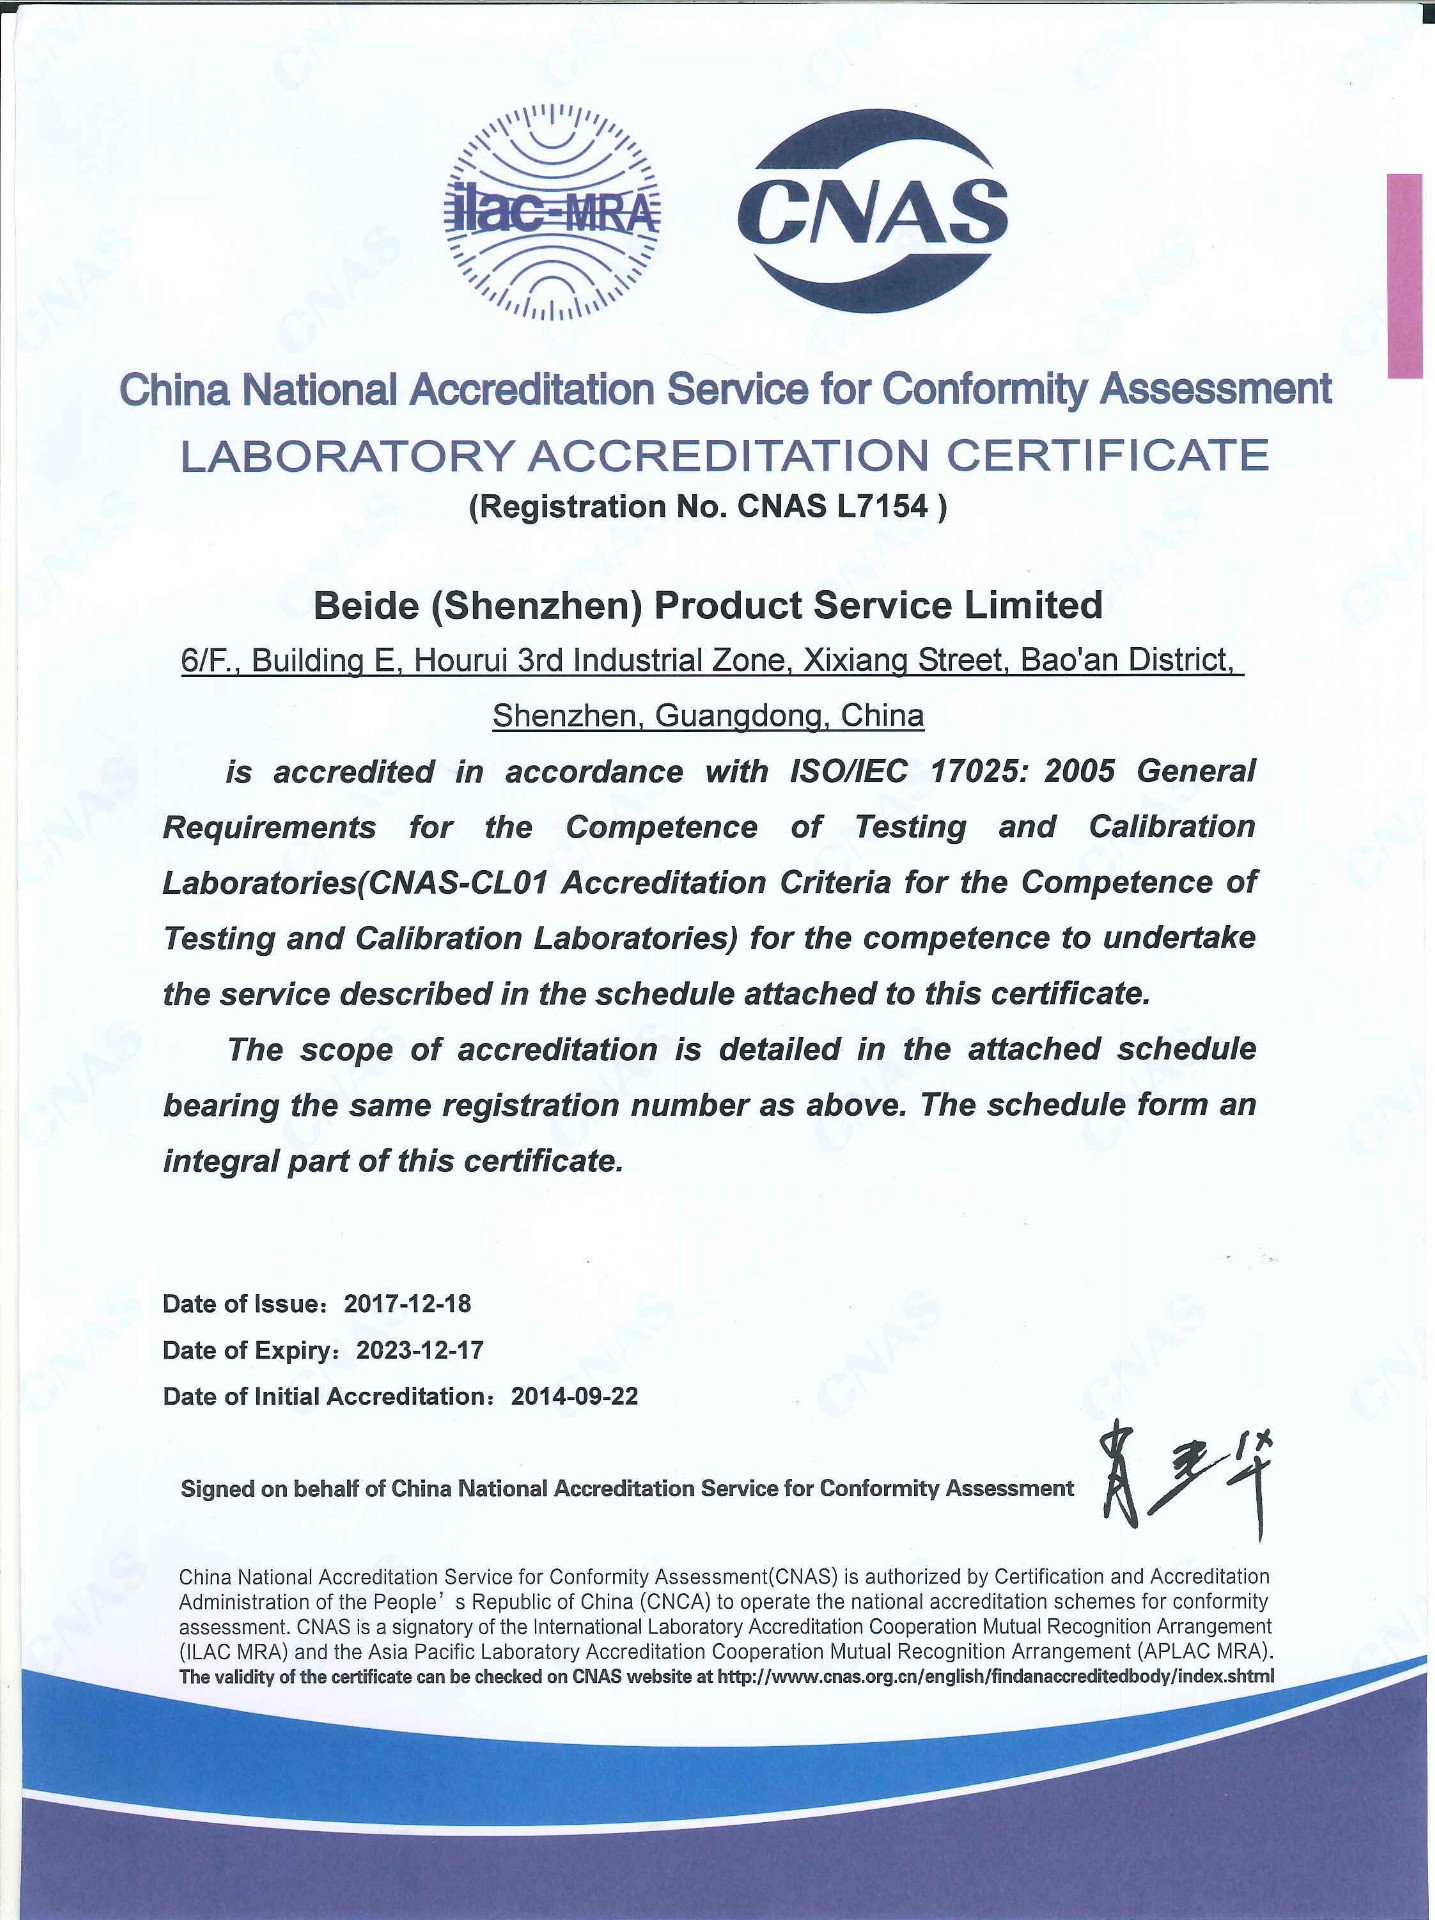 ilac-MRA
CNAS
China National Accreditation Service for Conformity Assessment
LABORATORY ACCREDITATION CERTIFICATE
(Registration No. CNAS L7154 )
Beide (Shenzhen) Product Service Limited
6/F., Building E, Hourui 3rd Industrial Zone, Xixiang Street, Bao'an District,
Shenzhen, Guangdong, China
is accredited in accordance with ISO/IEC 17025: 2005 General
Requirements for the Competence of Testing and Calibration
Laboratories(CNAS-CL01 Accreditation Criteria for the Competence of
Testing and Calibration Laboratories) for the competence to undertake
the service described in the schedule attached to this certificate.
The scope of accreditation is detailed in the attached schedule
bearing the same registration number as above. The schedule form an
integral part of this certificate.
Date of Issue: 2017-12-18
Date of Expiry: 2023-12-17
Date of Initial Accreditation: 2014-09-22
Signed on behalf of China National Accreditation Service for Conformity Assessment
China National Accreditation Service for Conformity Assessment(CNAS) is authorized by Certification and Accreditation
Administration of the People' s Republic of China (CNCA) to operate the national accreditation schemes for conformity
assessment. CNAS is a signatory of the International Laboratory Accreditation Cooperation Mutual Recognition Arrangement
(ILAC MRA) and the Asia Pacific Laboratory Accreditation Cooperation Mutual Recognition Arrangement (APLAC MRA).
The validity of the certificate can be checked on CNAS website at http://www.cnas.org.cn/english/findanaccreditedbody/index.shtml